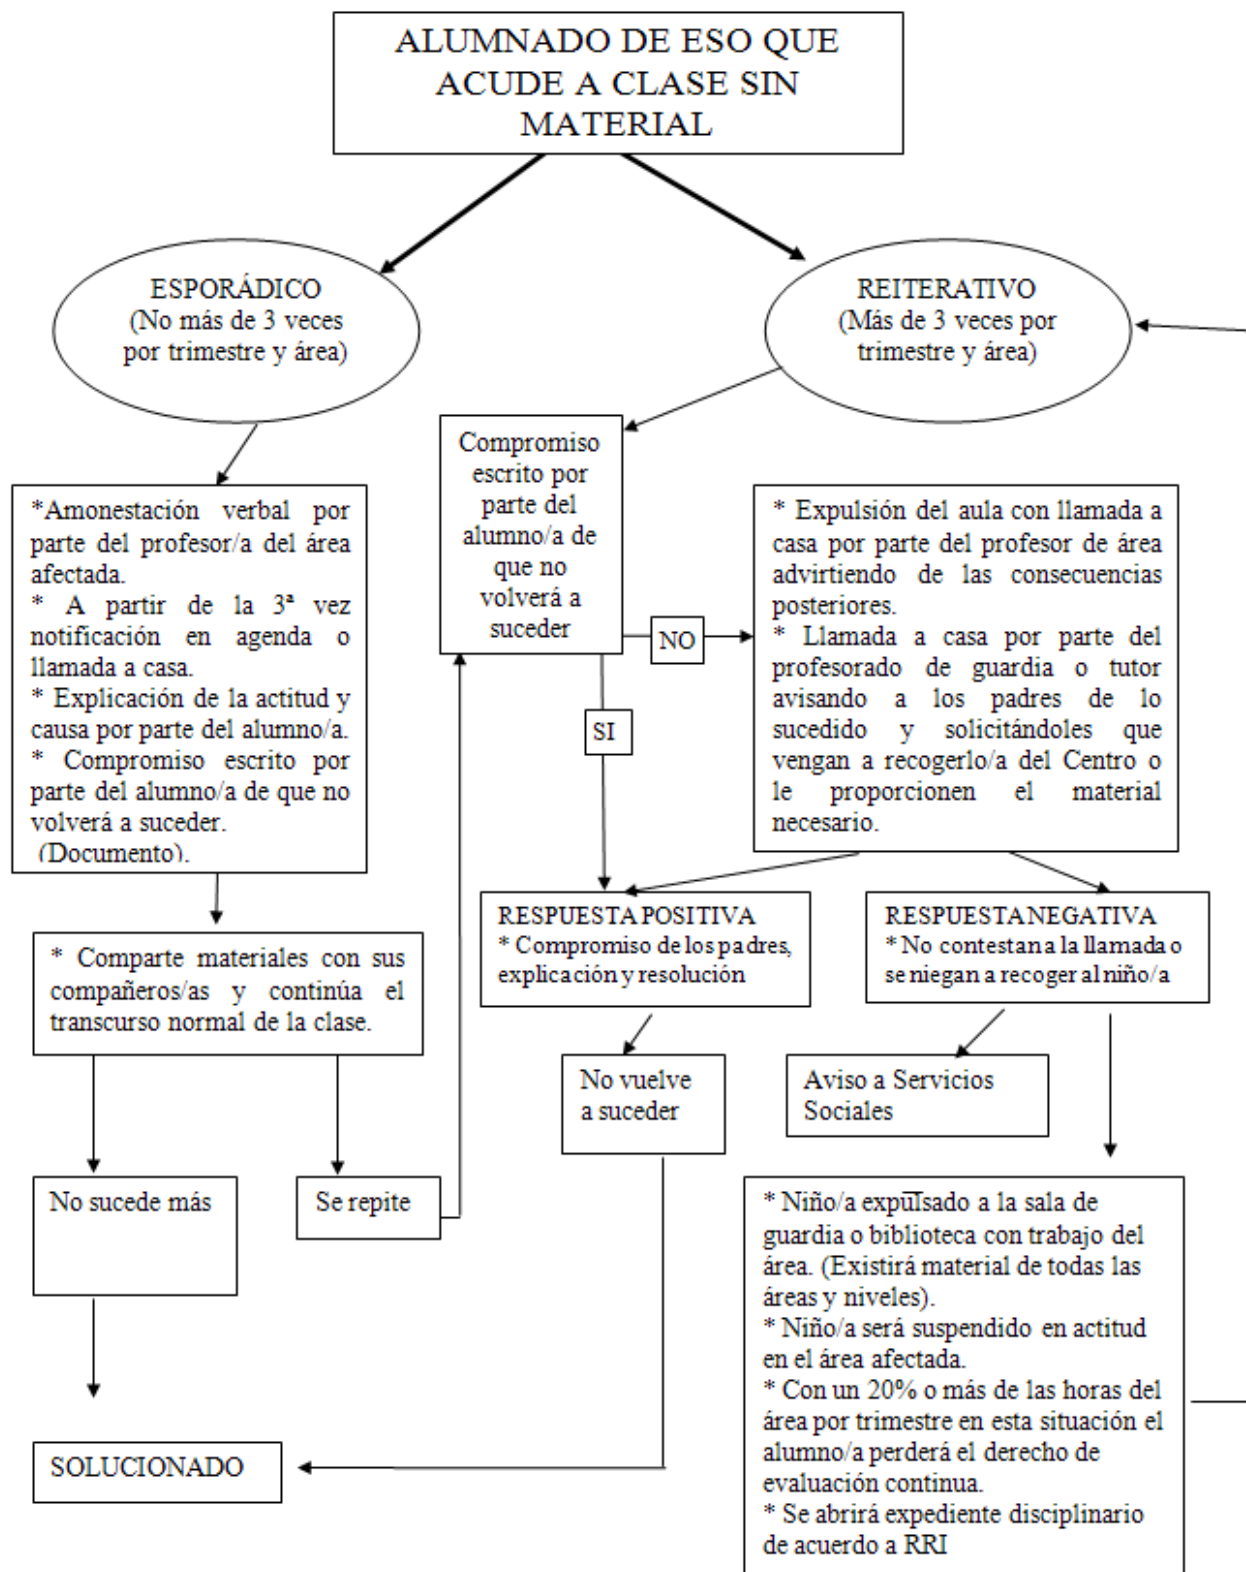 ALUMNADO DE ESO QUE
ACUDE A CLASE SIN
MATERIAL
ESPORÁDICO
(No más de 3 veces
por trimestre y área)
REITERATIVO
(Más de 3 veces por
trimestre y área)
Compromiso
escrito por
parte del
alumno/a de
que no
volverá a
suceder
*Amonestación verbal por
parte del profesor/a del área
afectada.
* A partir de la 3ª vez
notificación en agenda o
llamada a casa.
* Explicación de la actitud y
causa por parte del alumno/a.
* Compromiso escrito por
parte del alumno/a de que no
volverá a suceder.
(Documento).
* Expulsión del aula con llamada a
casa por parte del profesor de área
advirtiendo de las consecuencias
posteriores.
* Llamada a casa por parte del
profesorado de guardia o tutor
avisando a los padres de lo
sucedido y solicitándoles que
vengan a recogerlo/a del Centro o
le proporcionen el material
necesario.
NO
SI
RESPUESTA POSITIVA
* Compromiso de los padres,
explicación y resolución
RESPUESTA NEGATIVA
* No contestan a la llamada o
se niegan a recoger al niño/a
* Comparte materiales con sus
compañeros/as y continúa el
transcurso normal de la clase.
No vuelve
a suceder
Aviso a Servicios
Sociales
No sucede más
Se repite
* Niño/a expulsado a la sala de
guardia o biblioteca con trabajo del
área. (Existirá material de todas las
áreas y niveles).
* Niño/a será suspendido en actitud
en el área afectada.
* Con un 20% o más de las horas del
área por trimestre en esta situación el
alumno/a perderá el derecho de
evaluación continua.
* Se abrirá expediente disciplinario
de acuerdo a RRI
SOLUCIONADO